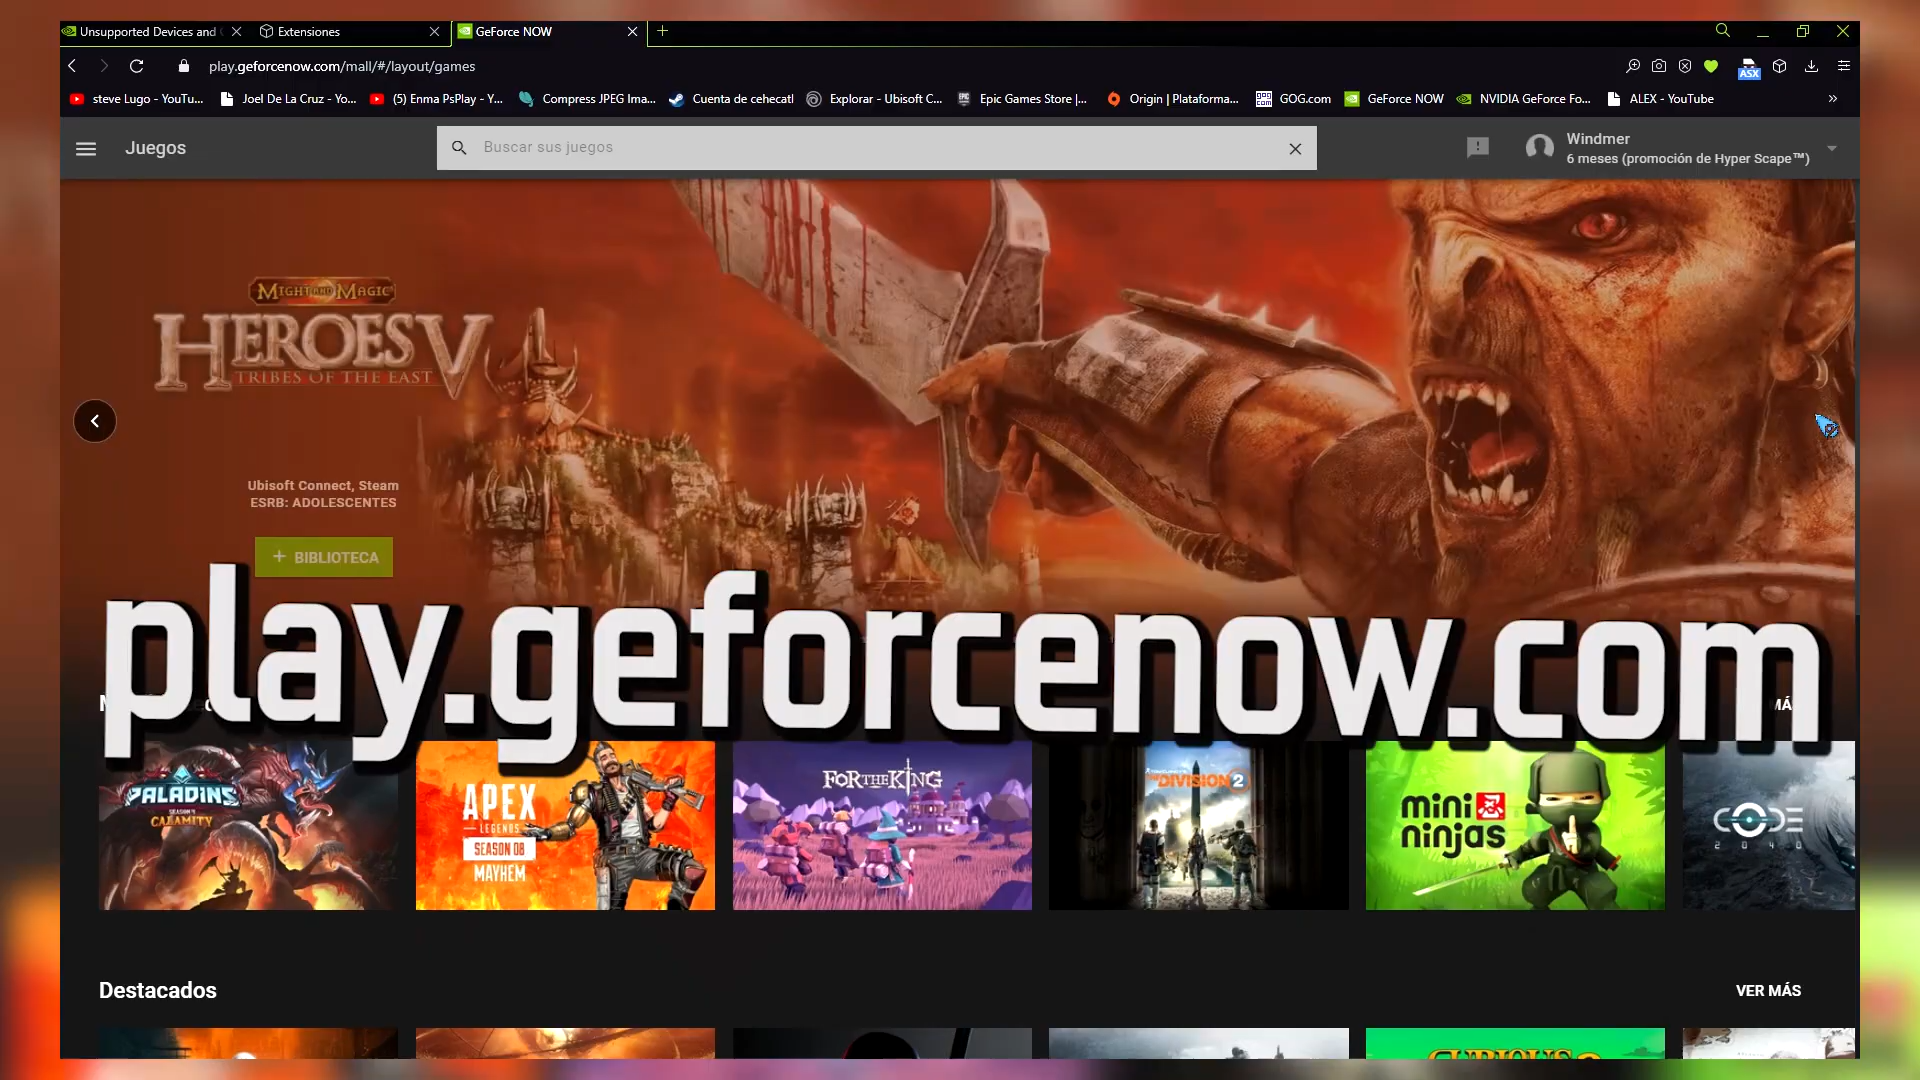 Unsupported Devices and
Extensiones
GeForce NOW
play.geforcenow.com/mall/#/layout/games
ASX
steve Lugo - YouTu...
Joel De La Cruz - Yo...
(5) Enma PsPlay - Y...
Compress JPEG Ima...
Cuenta de cehecatl
Explorar - Ubisoft C...
Epic Games Store |...
Origin | Plataforma...
GOG.com
GeForce NOW
NVIDIA GeForce Fo...
ALEX - YouTube
Juegos
Buscar sus juegos
Windmer
6 meses (promoción de Hyper Scape™)
MIGHT AND MAGIC
HEROES V
TRIBES OF THE EAST
Ubisoft Connect, Steam
ESRB: ADOLESCENTES
+ BIBLIOTECA
play.geforcenow.com
PALADINS
CALAMITY
APEX
LEGENDS
SEASON 08
MAYHEM
FOR THE KING
THE DIVISION 2
mini ninjas
CODE
2040
Destacados
VER MÁS